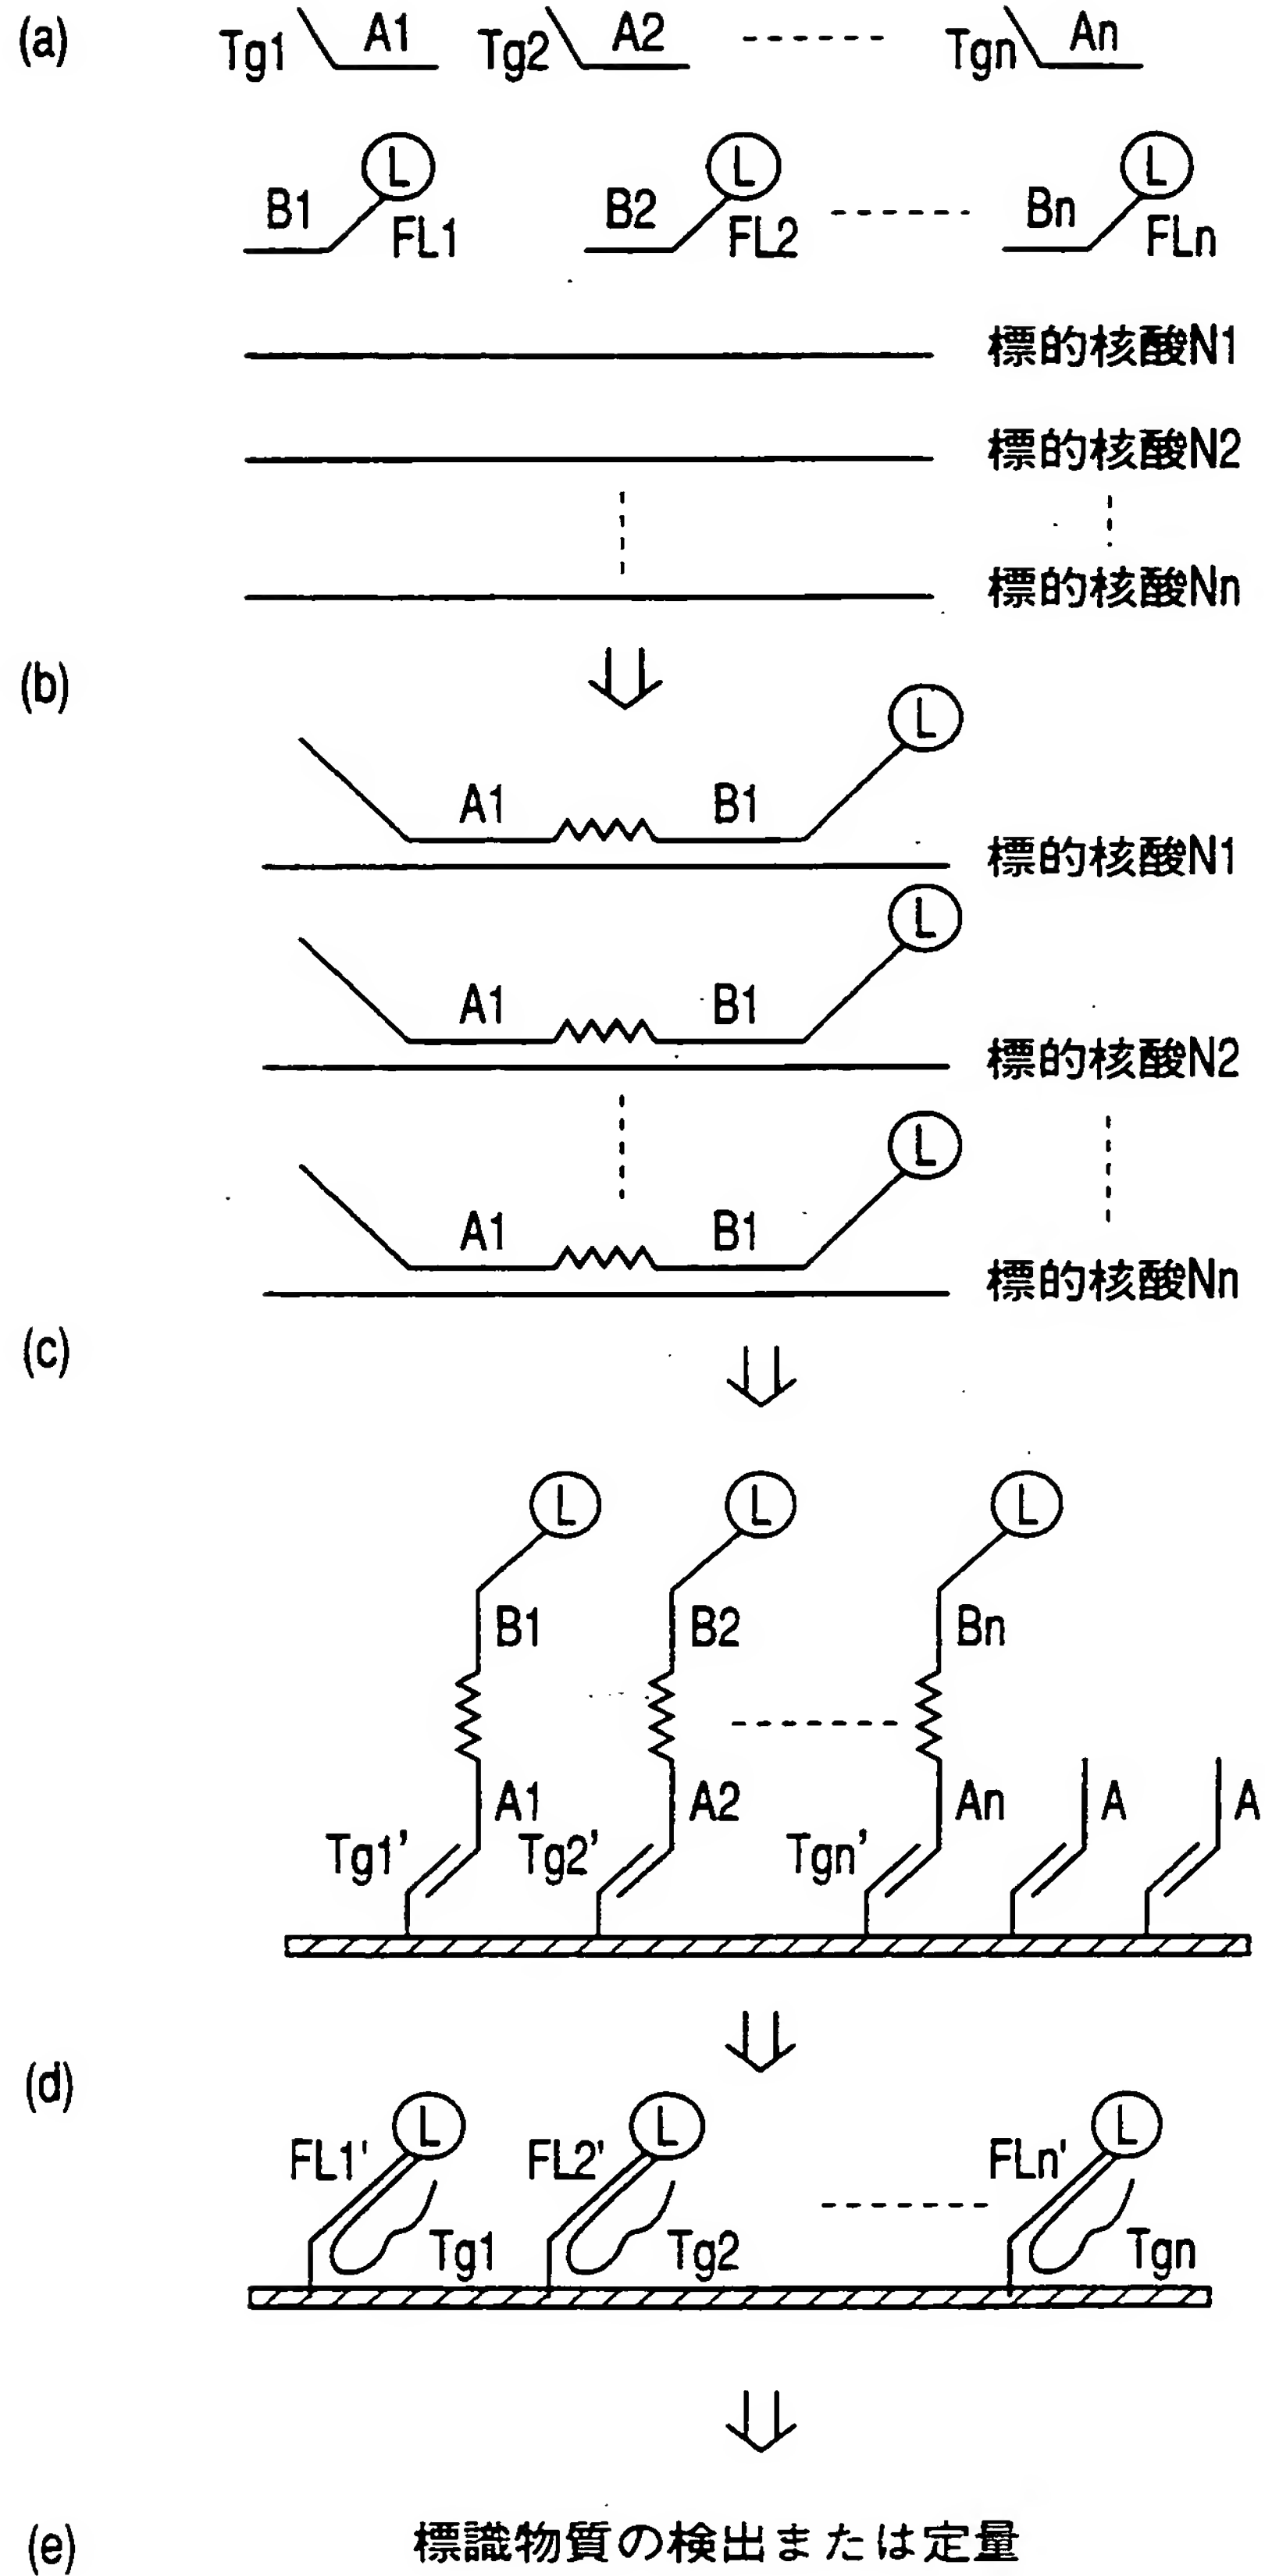 (a) Tg1 A1 Tg2 A2 Tgn An
L L L
B1 FL1 B2 FL2 Bn FLn
標的核酸N1
標的核酸N2
標的核酸Nn
(b)
L
A1 B1
標的核酸N1
L
A1 B1
標的核酸N2
L
A1 B1
標的核酸Nn
(c)
L L L
B1 B2 Bn
A1 A2 An A A
Tg1' Tg2' Tgn'
(d)
L L L
FL1' FL2' FLn'
Tg1 Tg2 Tgn
(e) 標識物質の検出または定量